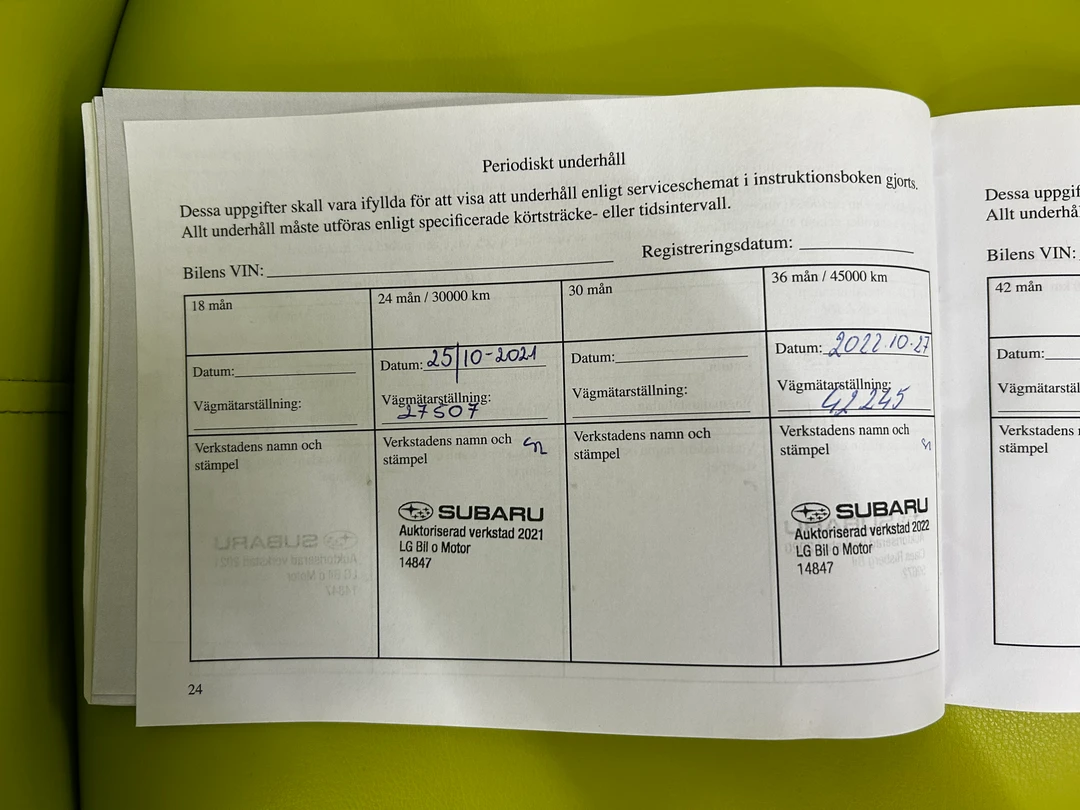 Periodiskt underhåll
Dessa uppgifter skall vara ifyllda för att visa att underhåll enligt serviceschemat i instruktionsboken gjorts.
Allt underhåll måste utföras enligt specificerade körtsträcke- eller tidsintervall.
Bilens VIN:
Registreringsdatum:
18 mån
Datum:
Vägmätarställning:
Verkstadens namn och
stämpel
24 mån / 30000 km
Datum: 25/10-2021
Vägmätarställning:
27507
Verkstadens namn och
stämpel
SUBARU
Auktoriserad verkstad 2021
LG Bil o Motor
14847
30 mån
Datum:
Vägmätarställning:
Verkstadens namn och
stämpel
36 mån / 45000 km
Datum: 2022.10.27
Vägmätarställning:
42245
Verkstadens namn och
stämpel
SUBARU
Auktoriserad verkstad 2022
LG Bil o Motor
14847
24
Dessa uppgif
Allt underhå
Bilens VIN:
42 mån
Datum:
Vägmätarstäl
Verkstadens
stämpel